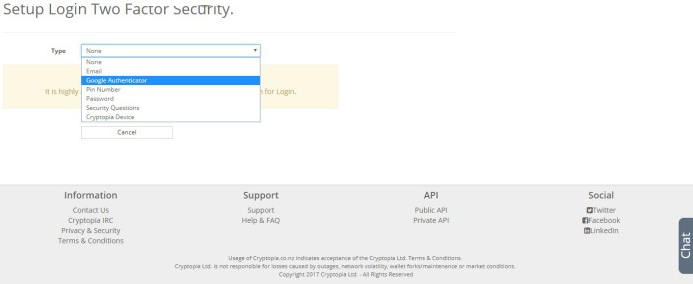 Setup Login Two Factor Security.
Type
None
None
Email
Google Authenticator
It is highly
n for Login.
Pin Number
Password
Security Questions
Cryptopia Device
Cancel
Information Support API Social
Contact Us Support Public API Twitter
Cryptopia IRC Help & FAQ Private API Facebook
Privacy & Security LinkedIn
Terms & Conditions
Chat
Usage of Cryptopia.co.nz indicates acceptance of the Cryptopia Ltd. Terms & Conditions.
Cryptopia Ltd. is not responsible for losses caused by outages, network volatility, wallet forks/maintenance or market conditions.
Copyright 2017 Cryptopia Ltd. - All Rights Reserved